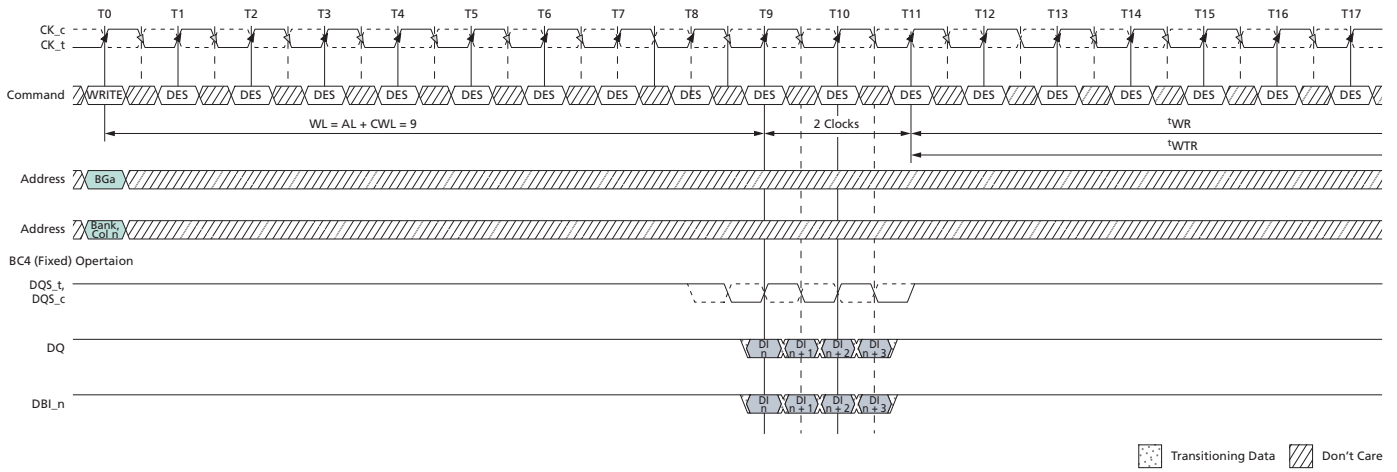 T0 T1 T2 T3 T4 T5 T6 T7 T8 T9 T10 T11 T12 T13 T14 T15 T16 T17
CK_c
CK_t
Command WRITE DES DES DES DES DES DES DES DES DES DES DES DES DES DES DES DES DES
WL = AL + CWL = 9 2 Clocks tWR
tWTR
Address BGa
Address Bank, Col n
BC4 (Fixed) Opertaion
DQS_t,
DQS_c
DQ DI n DI n + 1 DI n + 2 DI n + 3
DBI_n DI n DI n + 1 DI n + 2 DI n + 3
Transitioning Data Don't Care